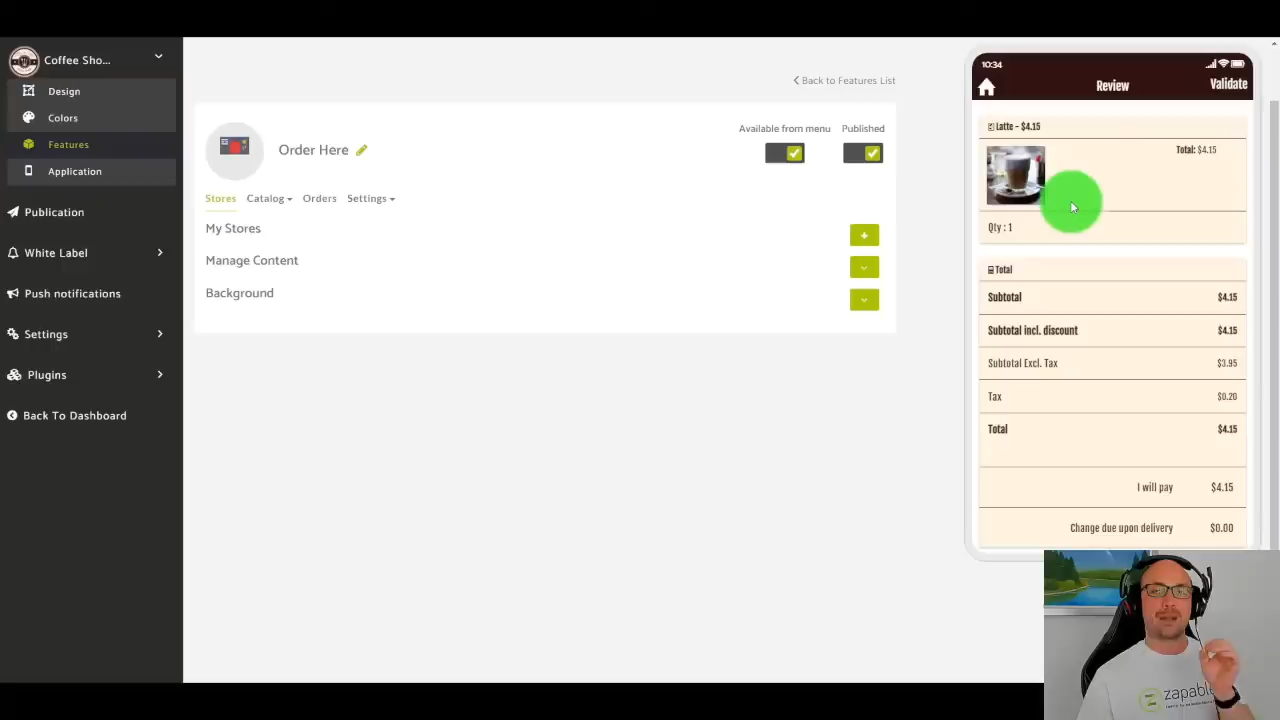 Coffee Sho...
Design
Colors
Features
Application
Publication
White Label
Push notifications
Settings
Plugins
Back To Dashboard
Back to Features List
Order Here
Available from menu
Published
Stores
Catalog
Orders
Settings
My Stores
Manage Content
Background
10:34
Review
Validate
Latte - $4.15
Total: $4.15
Qty : 1
Total
Subtotal $4.15
Subtotal incl. discount $4.15
Subtotal Excl. Tax $3.95
Tax $0.20
Total $4.15
I will pay $4.15
Change due upon delivery $0.00
zapable